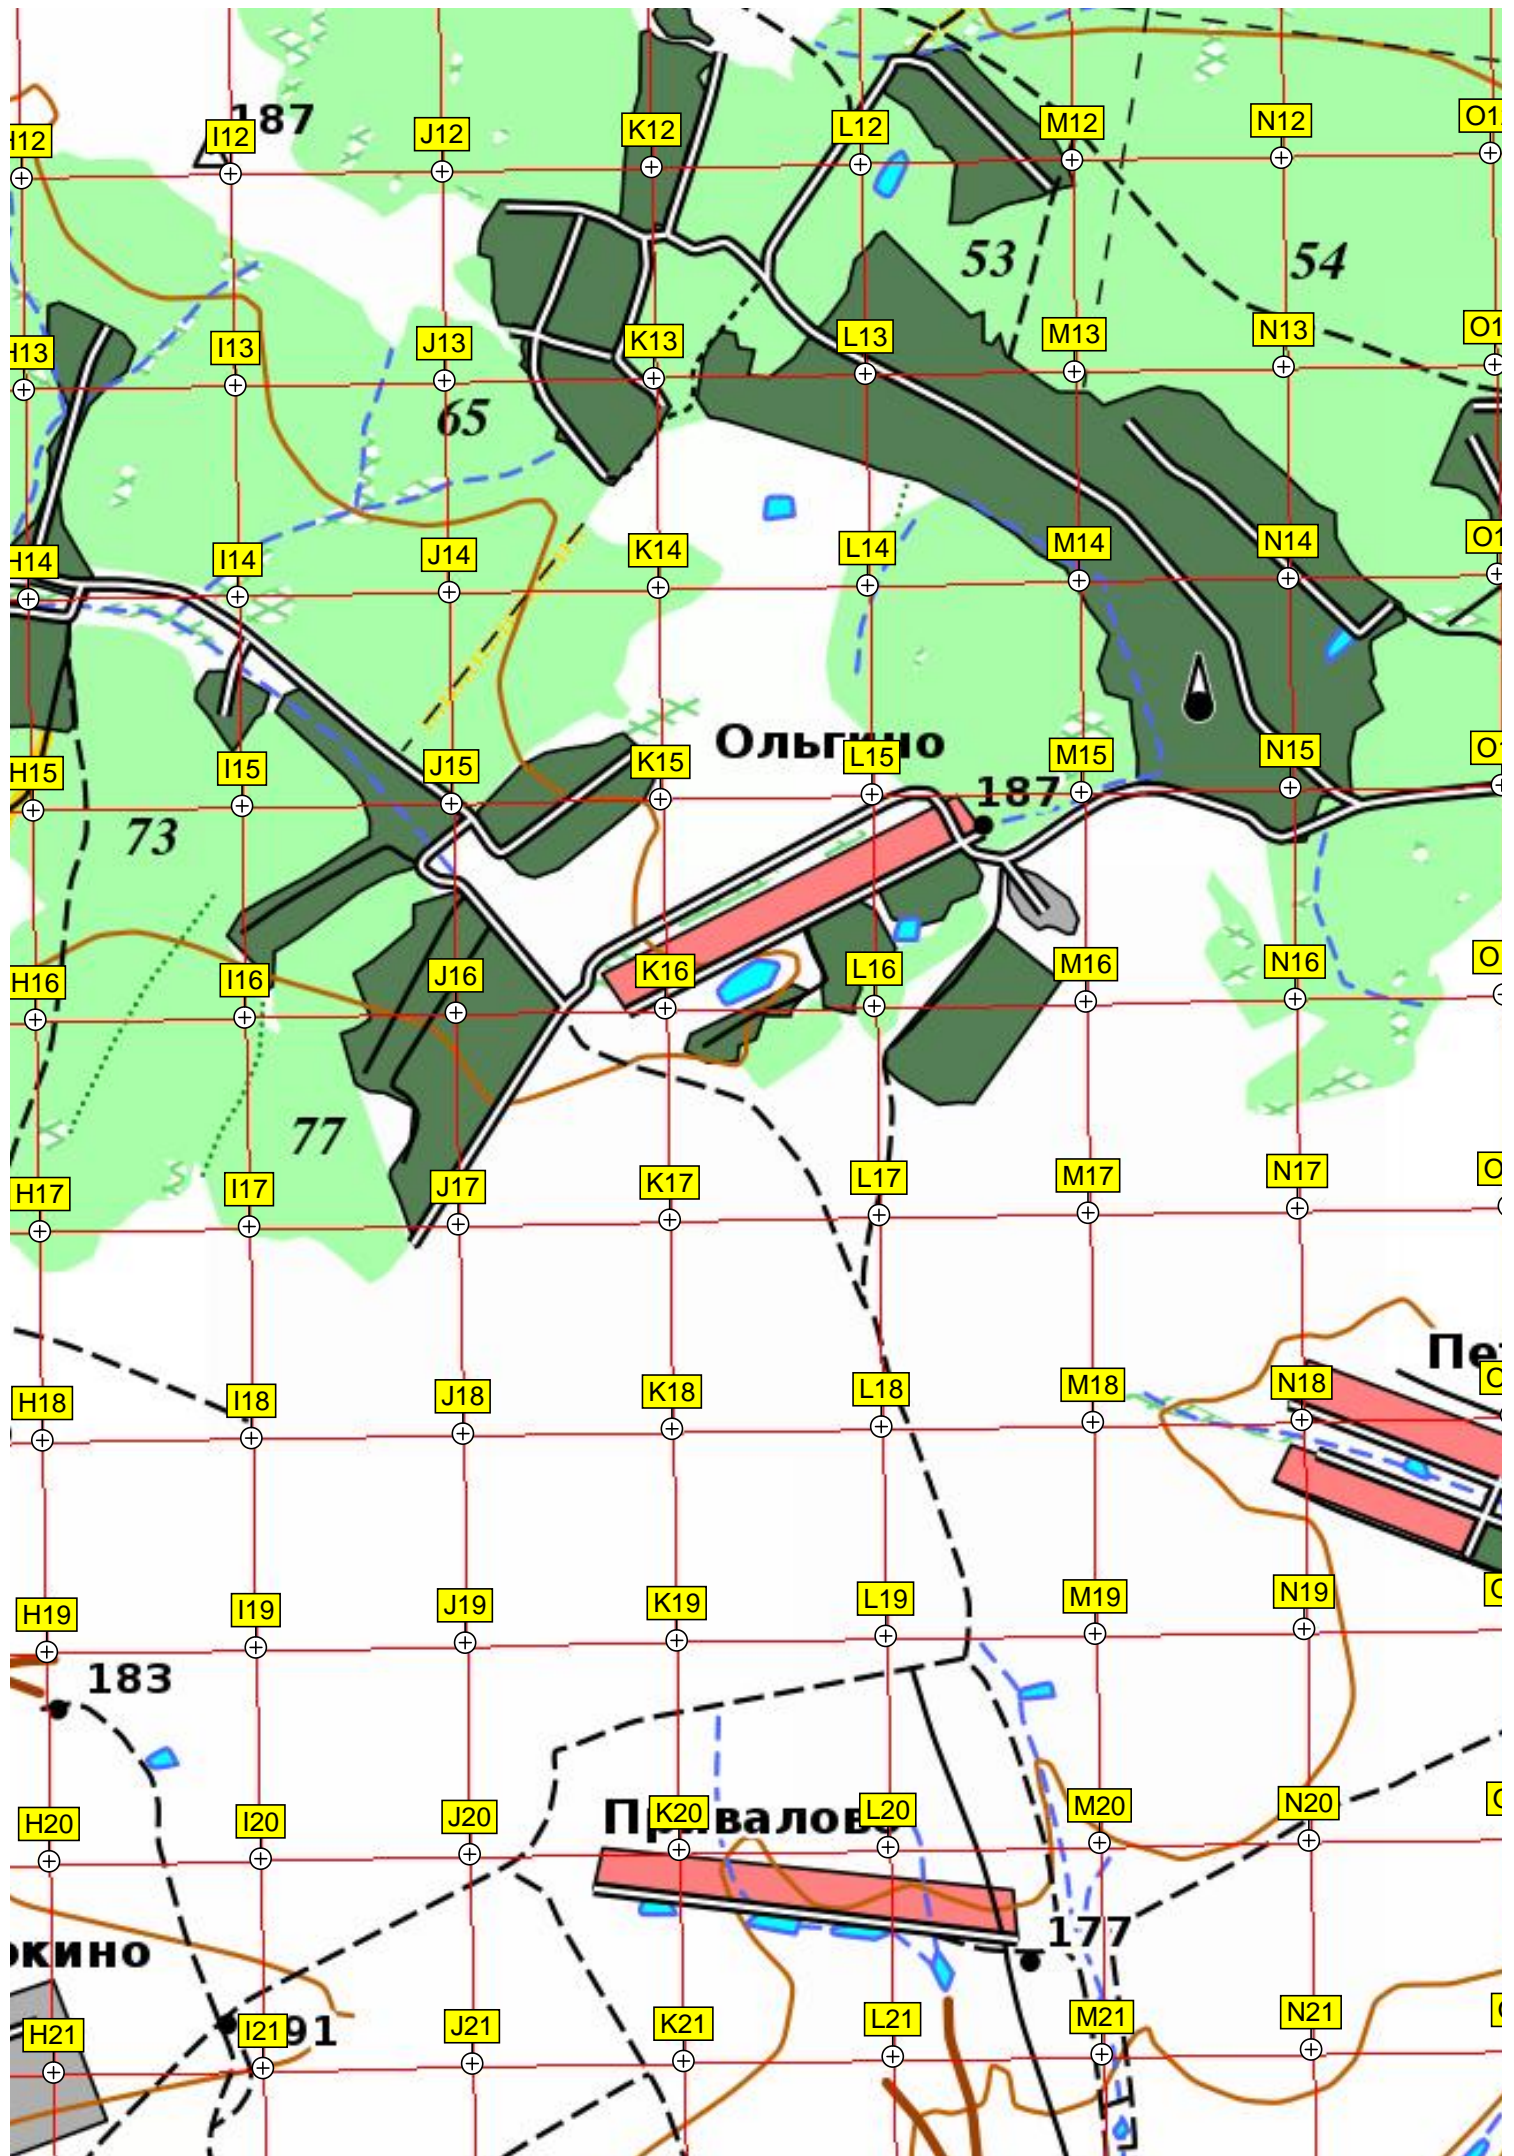 187
H12 I12 J12 K12 L12 M12 N12
53 54
H13 I13 J13 K13 L13 M13 N13
65
H14 I14 J14 K14 L14 M14 N14
Ольгино
H15 I15 J15 K15 L15 M15 N15
187
73
H16 I16 J16 K16 L16 M16 N16
77
H17 I17 J17 K17 L17 M17 N17
H18 I18 J18 K18 L18 M18 N18
H19 I19 J19 K19 L19 M19 N19
183
H20 I20 J20 K20 L20 M20 N20
Привалово
177
H21 I21 J21 K21 L21 M21 N21